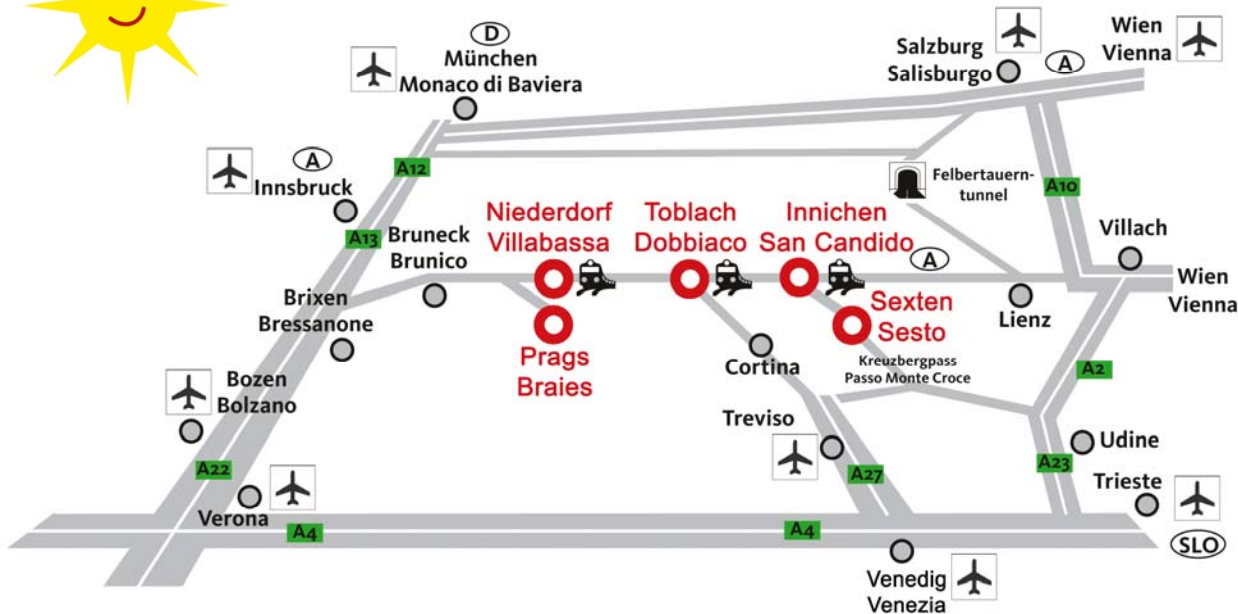 D
München
Monaco di Baviera
Salzburg
Salisburgo
A
Wien
Vienna
A
Innsbruck
A12
A13
Felbertauern-
tunnel
A10
Niederdorf
Villabassa
Toblach
Dobbiaco
Innichen
San Candido
Bruneck
Brunico
A
Villach
Wien
Vienna
Brixen
Bressanone
Sexten
Sesto
Lienz
Prags
Braies
Cortina
Kreuzbergpass
Passo Monte Croce
A2
Bozen
Bolzano
Treviso
Udine
A22
A27
A23
Trieste
Verona
A4
A4
SLO
Venedig
Venezia